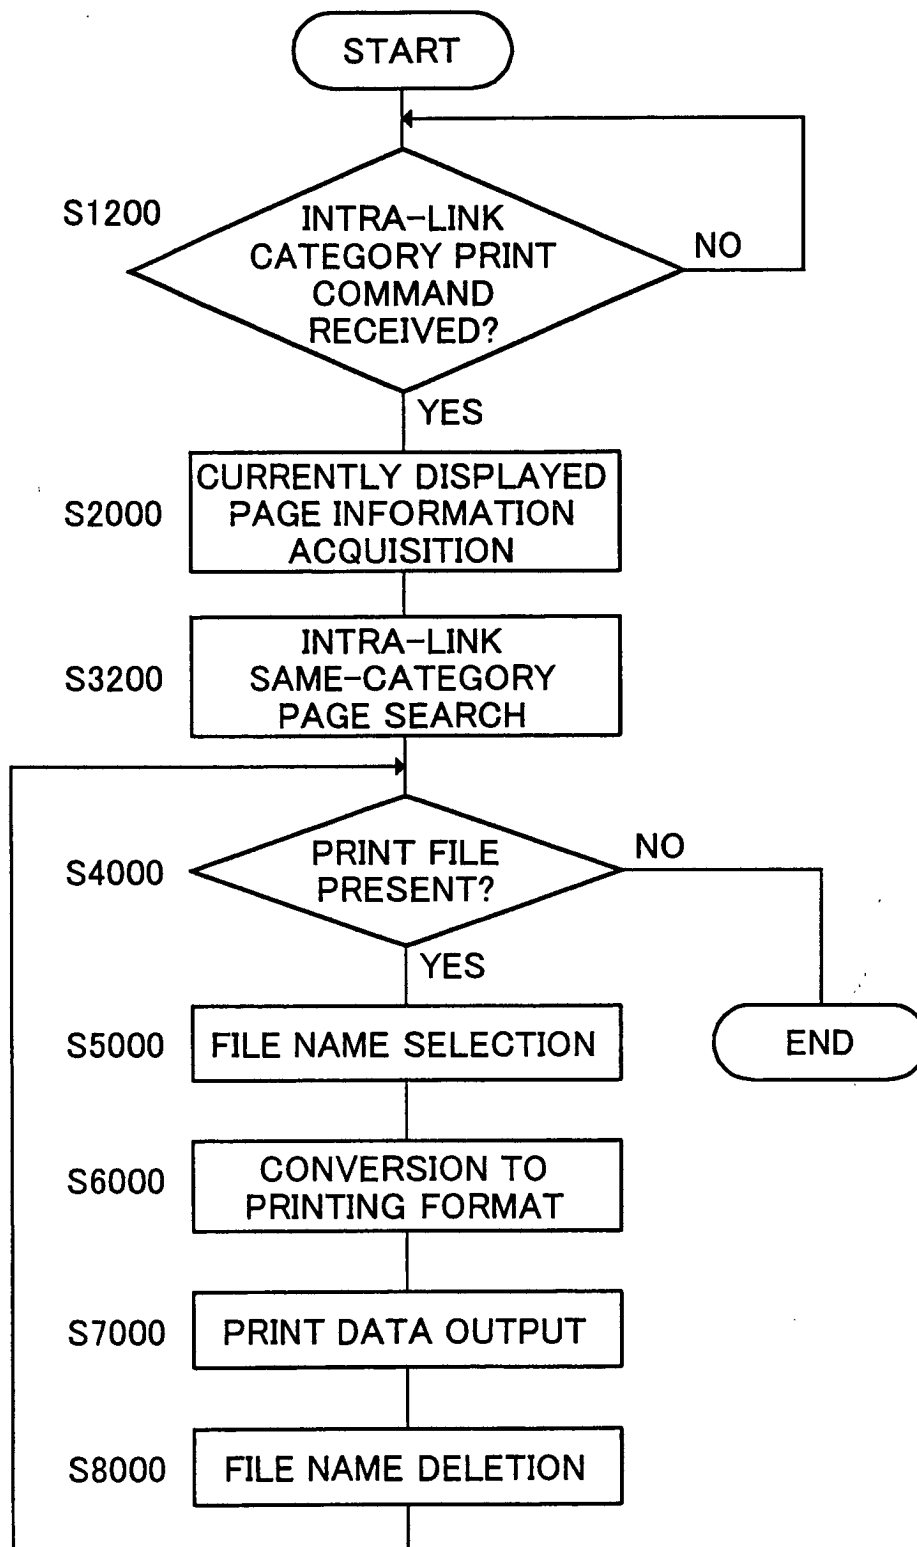 START
S1200
INTRA-LINK
CATEGORY PRINT
COMMAND
RECEIVED?
NO
YES
S2000
CURRENTLY DISPLAYED
PAGE INFORMATION
ACQUISITION
S3200
INTRA-LINK
SAME-CATEGORY
PAGE SEARCH
S4000
PRINT FILE
PRESENT?
NO
YES
S5000
FILE NAME SELECTION
END
S6000
CONVERSION TO
PRINTING FORMAT
S7000
PRINT DATA OUTPUT
S8000
FILE NAME DELETION